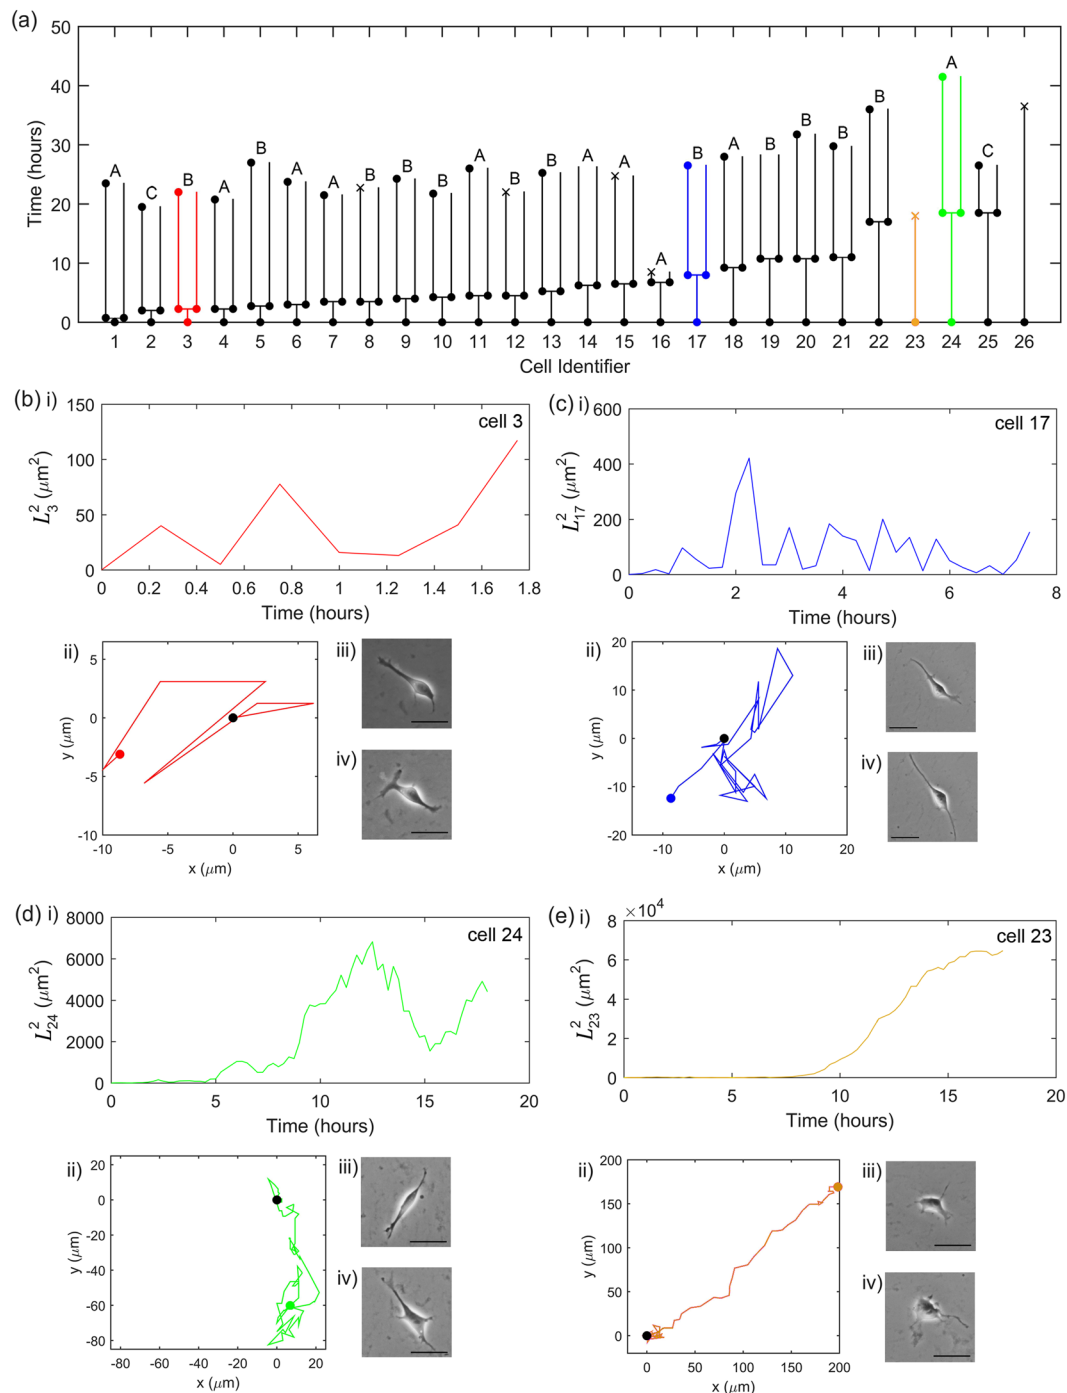 (a)
50
40
30
20
10
0
Time (hours)
A C B A B A A B B B A B B A A A B A B B B B A C
1 2 3 4 5 6 7 8 9 10 11 12 13 14 15 16 17 18 19 20 21 22 23 24 25 26
Cell Identifier
(b) i)
150
100
50
0
L₃² (μm²)
cell 3
0 0.2 0.4 0.6 0.8 1 1.2 1.4 1.6 1.8
Time (hours)
ii)
5
0
-5
-10
y (μm)
-10 -5 0 5
x (μm)
iii)
iv)
(c) i)
600
400
200
0
L₁₇² (μm²)
cell 17
0 2 4 6 8
Time (hours)
ii)
20
10
0
-10
-20
y (μm)
-10 0 10 20
x (μm)
iii)
iv)
(d) i)
8000
6000
4000
2000
0
L₂₄² (μm²)
cell 24
0 5 10 15 20
Time (hours)
ii)
20
0
-20
-40
-60
-80
y (μm)
-80 -60 -40 -20 0 20
x (μm)
iii)
iv)
(e) i)
×10⁴
8
6
4
2
0
L₂₃² (μm²)
cell 23
0 5 10 15 20
Time (hours)
ii)
200
150
100
50
0
y (μm)
0 50 100 150 200
x (μm)
iii)
iv)